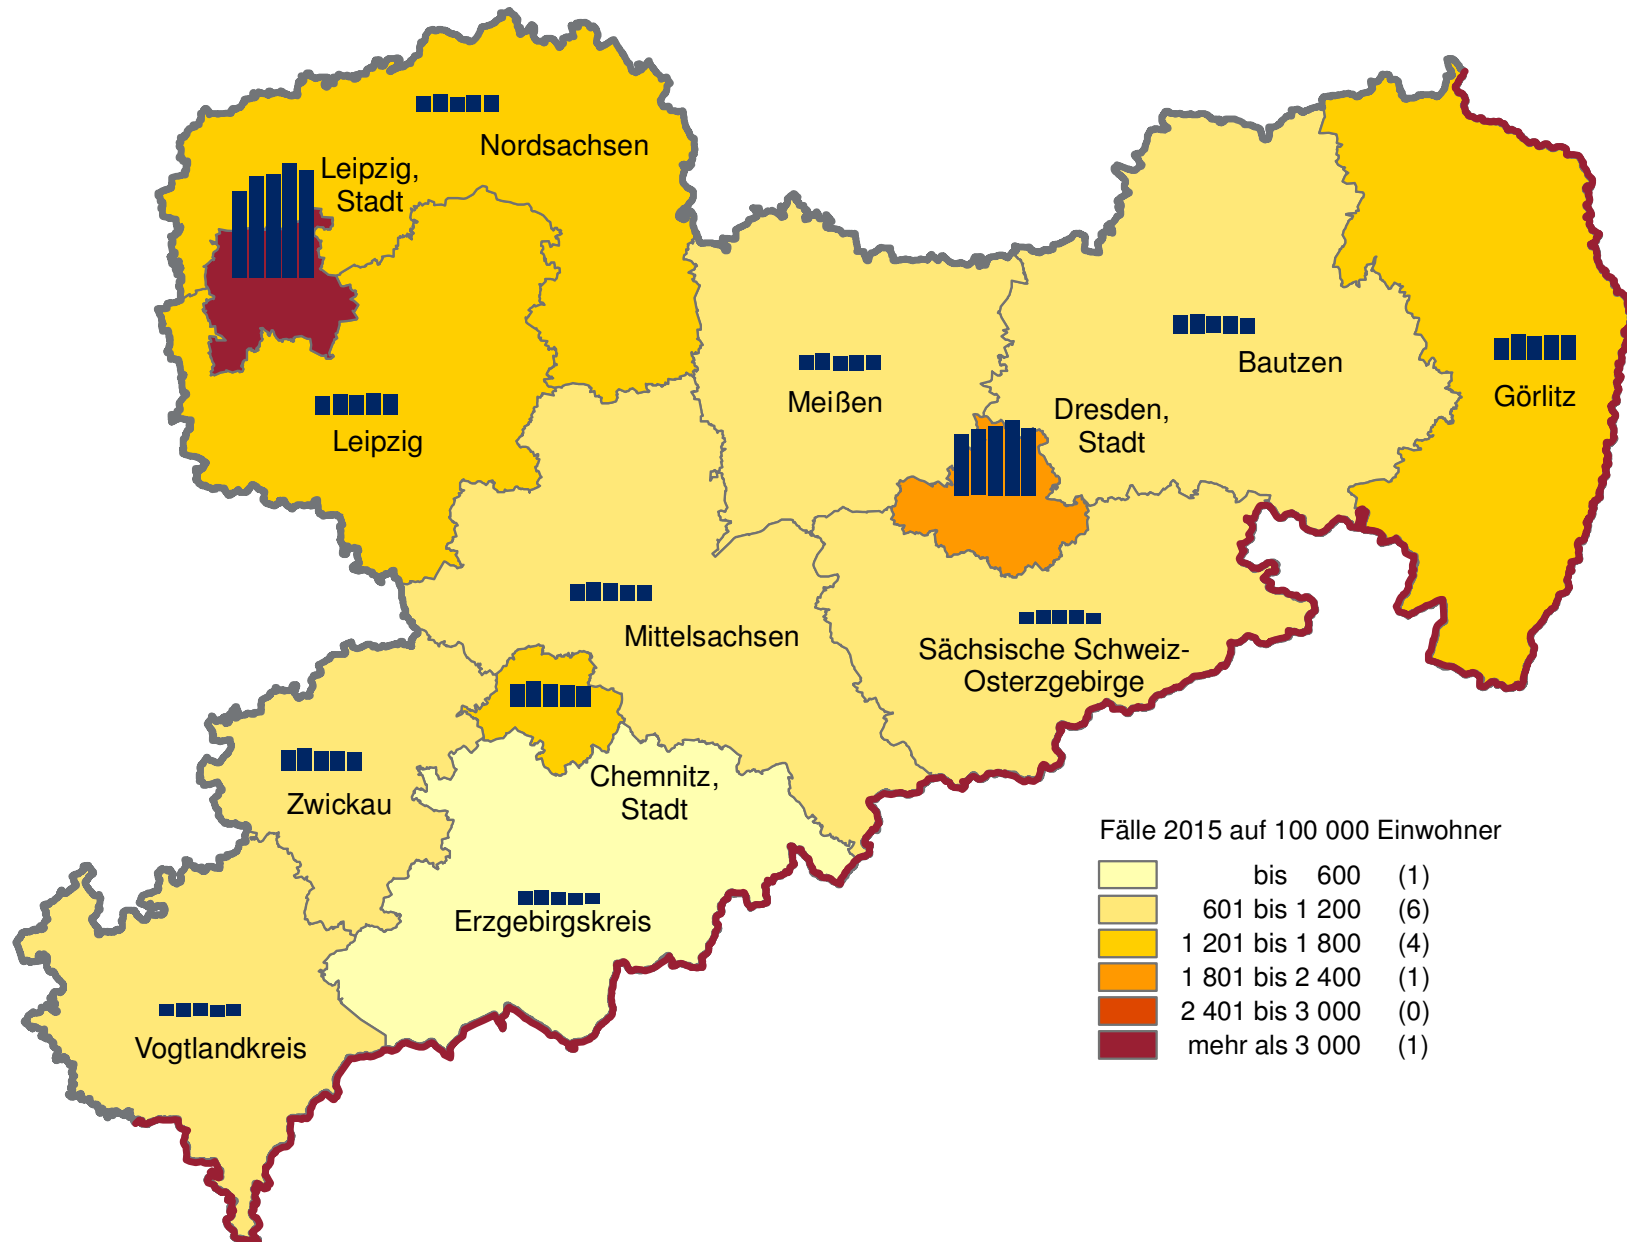 Nordsachsen
Leipzig,
Stadt
Leipzig
Meißen
Bautzen
Görlitz
Dresden,
Stadt
Mittelsachsen
Sächsische Schweiz-
Osterzgebirge
Chemnitz,
Stadt
Zwickau
Erzgebirgskreis
Vogtlandkreis
Fälle 2015 auf 100 000 Einwohner
bis 600 (1)
601 bis 1 200 (6)
1 201 bis 1 800 (4)
1 801 bis 2 400 (1)
2 401 bis 3 000 (0)
mehr als 3 000 (1)